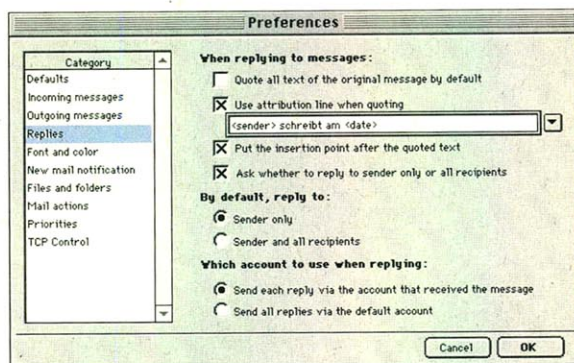 Preferences
Category
Defaults
Incoming messages
Outgoing messages
Replies
Font and color
New mail notification
Files and folders
Mail actions
Priorities
TCP Control
When replying to messages:
Quote all text of the original message by default
Use attribution line when quoting
<sender> schreibt am <date>
Put the insertion point after the quoted text
Ask whether to reply to sender only or all recipients
By default, reply to:
Sender only
Sender and all recipients
Which account to use when replying:
Send each reply via the account that received the message
Send all replies via the default account
Cancel
OK